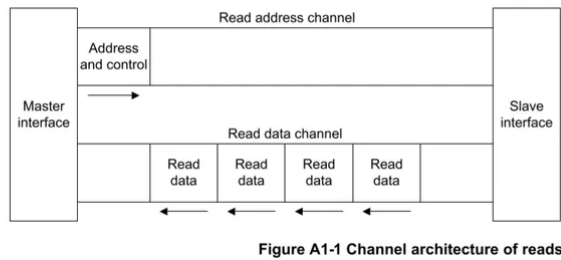 Read address channel
Address
and control
Master
interface
Slave
interface
Read data channel
Read
data
Read
data
Read
data
Read
data
Figure A1-1 Channel architecture of reads